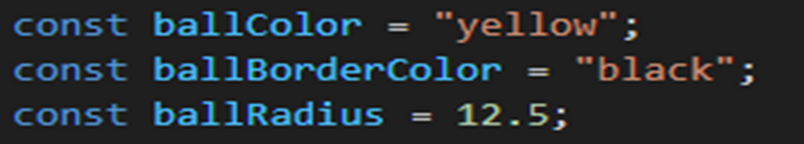 const ballColor = "yellow";
const ballBorderColor = "black";
const ballRadius = 12.5;